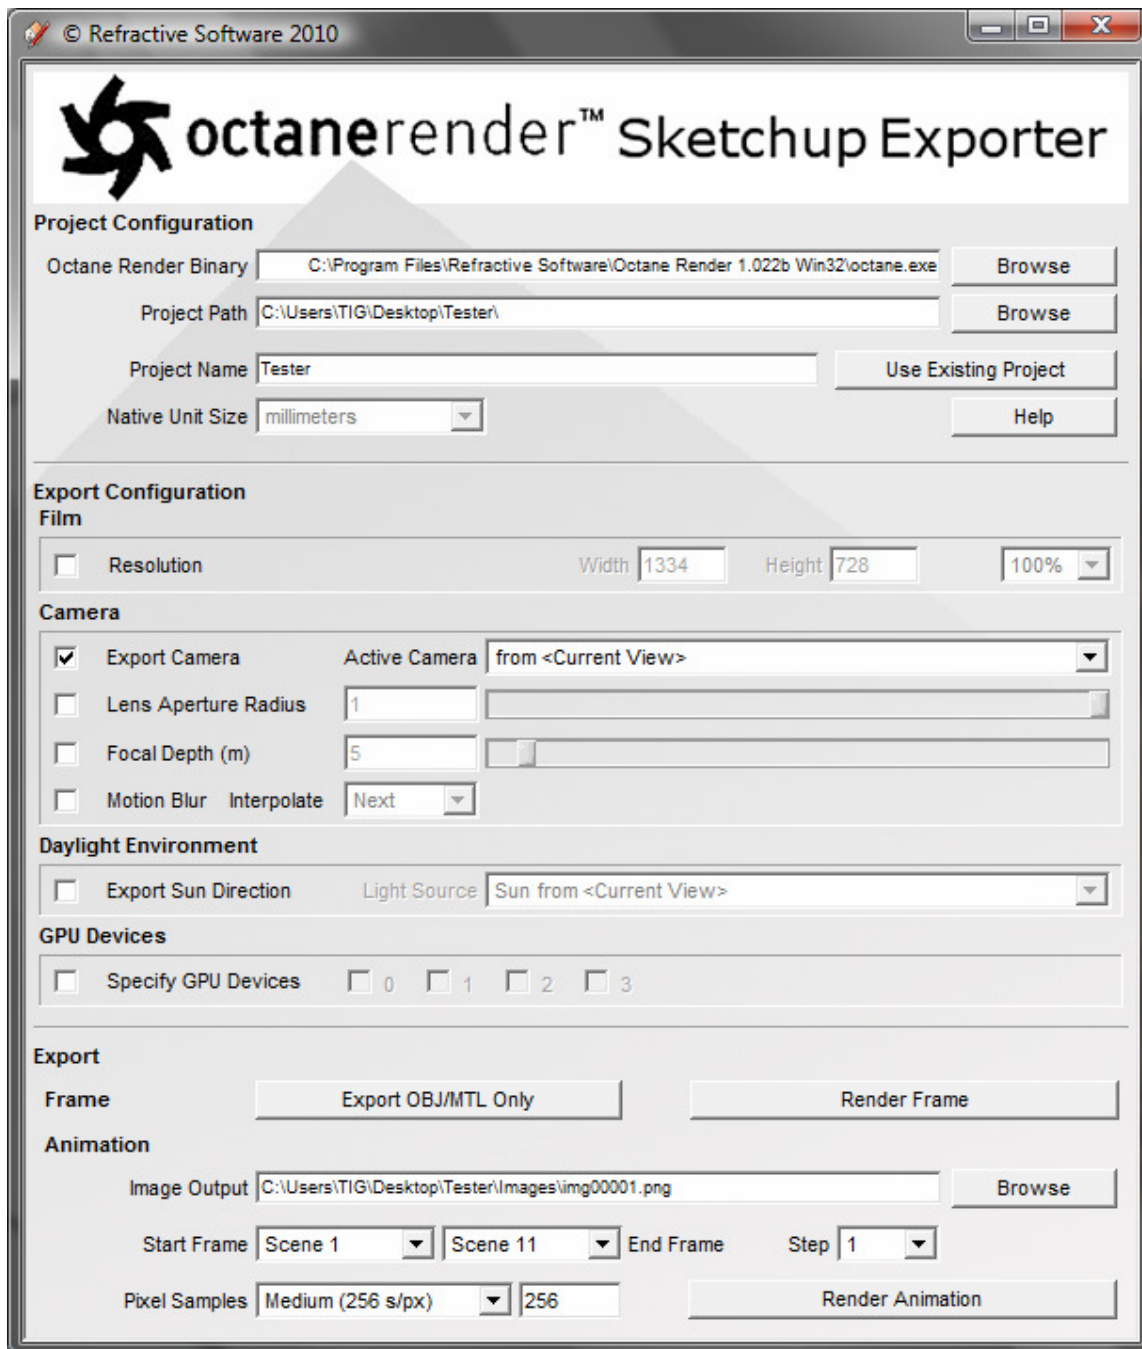 © Refractive Software 2010
octanerender™ Sketchup Exporter
Project Configuration
Octane Render Binary C:\Program Files\Refractive Software\Octane Render 1.022b Win32\octane.exe Browse
Project Path C:\Users\TIG\Desktop\Tester\ Browse
Project Name Tester Use Existing Project
Native Unit Size millimeters Help
Export Configuration
Film
Resolution Width 1334 Height 728 100%
Camera
Export Camera Active Camera from <Current View>
Lens Aperture Radius 1
Focal Depth (m) 5
Motion Blur Interpolate Next
Daylight Environment
Export Sun Direction Light Source Sun from <Current View>
GPU Devices
Specify GPU Devices 0 1 2 3
Export
Frame Export OBJ/MTL Only Render Frame
Animation
Image Output C:\Users\TIG\Desktop\Tester\Images\img00001.png Browse
Start Frame Scene 1 Scene 11 End Frame Step 1
Pixel Samples Medium (256 s/px) 256 Render Animation